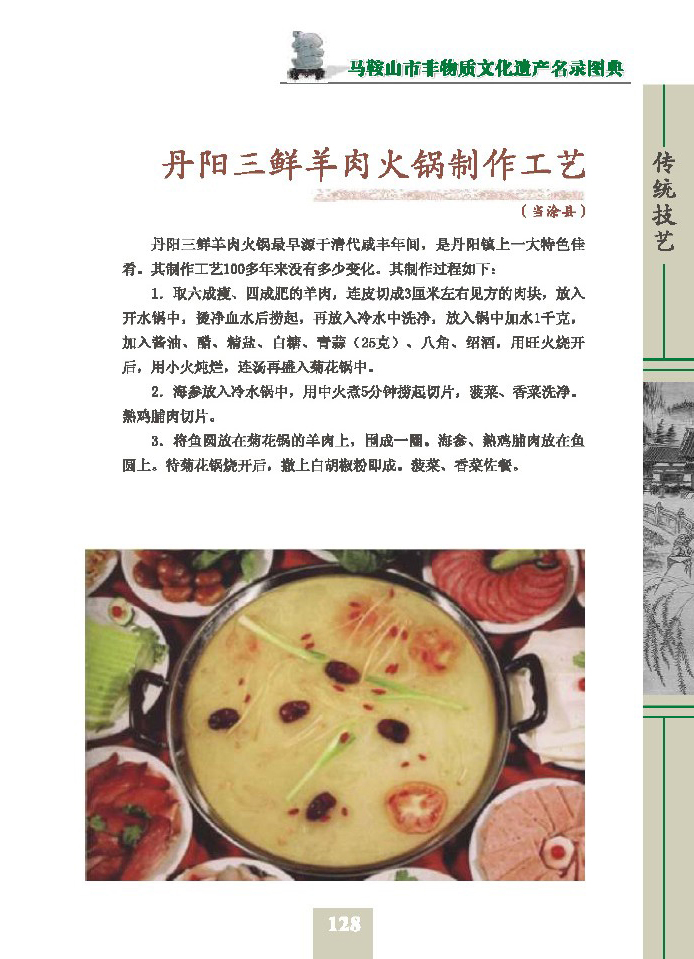 马鞍山市非物质文化遗产名录图典
丹阳三鲜羊肉火锅制作工艺
（当涂县）
丹阳三鲜羊肉火锅最早源于清代咸丰年间，是丹阳镇上一大特色佳
肴。其制作工艺100多年来没有多少变化。其制作过程如下：
1．取六成瘦、四成肥的羊肉，连皮切成3厘米左右见方的肉块，放入
开水锅中，烫净血水后捞起，再放入冷水中洗净，放入锅中加水1千克，
加入酱油、醋、精盐、白糖、青蒜（25克）、八角、绍酒，用旺火烧开
后，用小火炖烂，连汤再盛入菊花锅中。
2．海参放入冷水锅中，用中火煮5分钟捞起切片，菠菜、香菜洗净。
熟鸡脯肉切片。
3．将鱼圆放在菊花锅的羊肉上，围成一圈。海参、熟鸡脯肉放在鱼
圆上。待菊花锅烧开后，撒上白胡椒粉即成。菠菜、香菜佐餐。
传统技艺
128